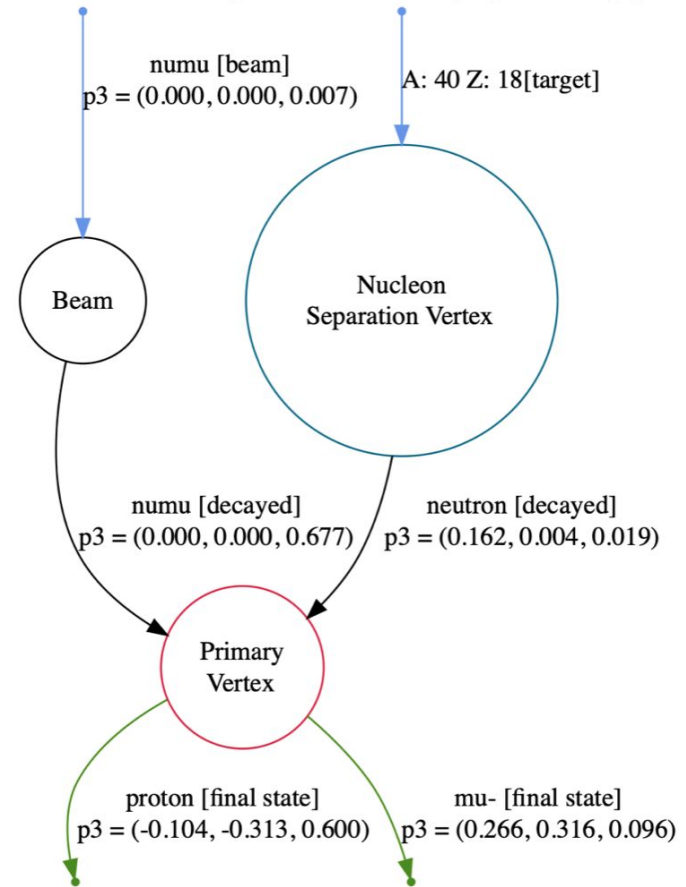 numu [beam]
p3 = (0.000, 0.000, 0.007)
A: 40 Z: 18[target]
Beam
Nucleon
Separation Vertex
numu [decayed]
p3 = (0.000, 0.000, 0.677)
neutron [decayed]
p3 = (0.162, 0.004, 0.019)
Primary
Vertex
proton [final state]
p3 = (-0.104, -0.313, 0.600)
mu- [final state]
p3 = (0.266, 0.316, 0.096)